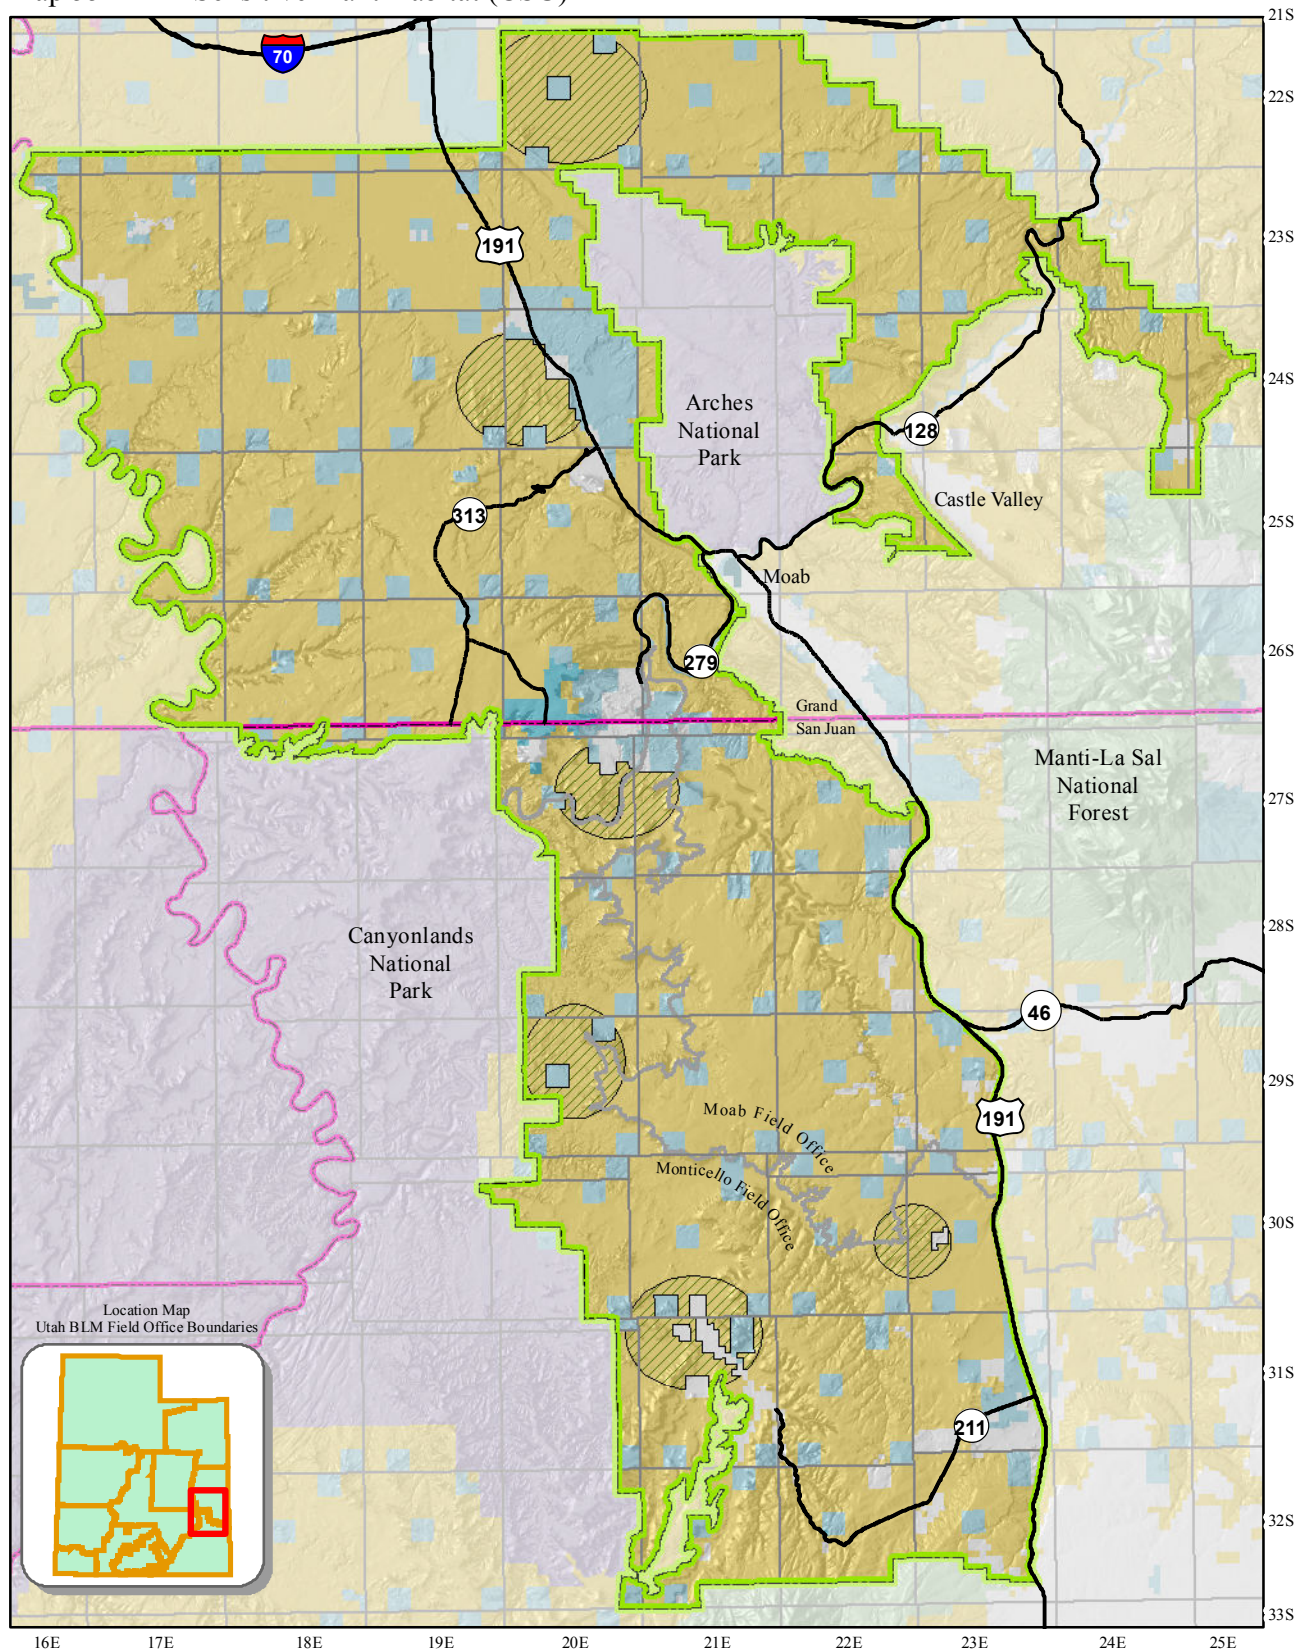 21S
70
22S
191
23S
24S
Arches
National
Park
128
Castle Valley
313
25S
Moab
279
26S
Grand
San Juan
Manti-La Sal
National
Forest
27S
Canyonlands
National
Park
28S
46
29S
Moab Field Office
191
Monticello Field Office
30S
Location Map
Utah BLM Field Office Boundaries
31S
211
32S
33S
16E 17E 18E 19E 20E 21E 22E 23E 24E 25E